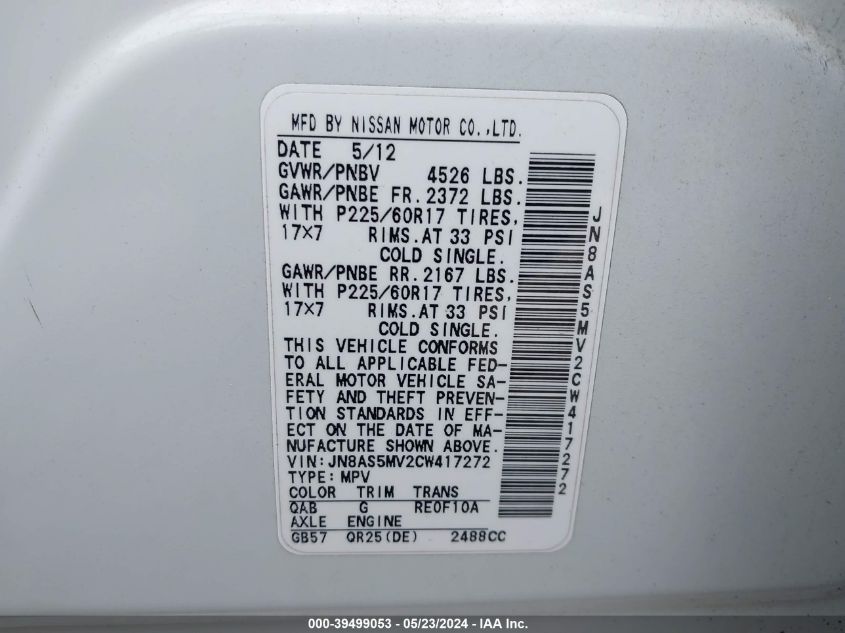 MFD BY NISSAN MOTOR CO.,LTD.
DATE 5/12
GVWR/PNBV 4526 LBS.
GAWR/PNBE FR. 2372 LBS.
WITH P225/60R17 TIRES,
17×7 RIMS. AT 33 PSI
COLD SINGLE.
GAWR/PNBE RR. 2167 LBS.
WITH P225/60R17 TIRES,
17×7 RIMS. AT 33 PSI
COLD SINGLE.
THIS VEHICLE CONFORMS
TO ALL APPLICABLE FED-
ERAL MOTOR VEHICLE SA-
FETY AND THEFT PREVEN-
TION STANDARDS IN EFF-
ECT ON THE DATE OF MA-
NUFACTURE SHOWN ABOVE.
VIN: JN8AS5MV2CW417272
TYPE: MPV
COLOR TRIM TRANS
QAB G RE0F10A
AXLE ENGINE
GB57 QR25(DE) 2488CC
JN8AS5MV2CW417272
000-39499053 - 05/23/2024 - IAA Inc.